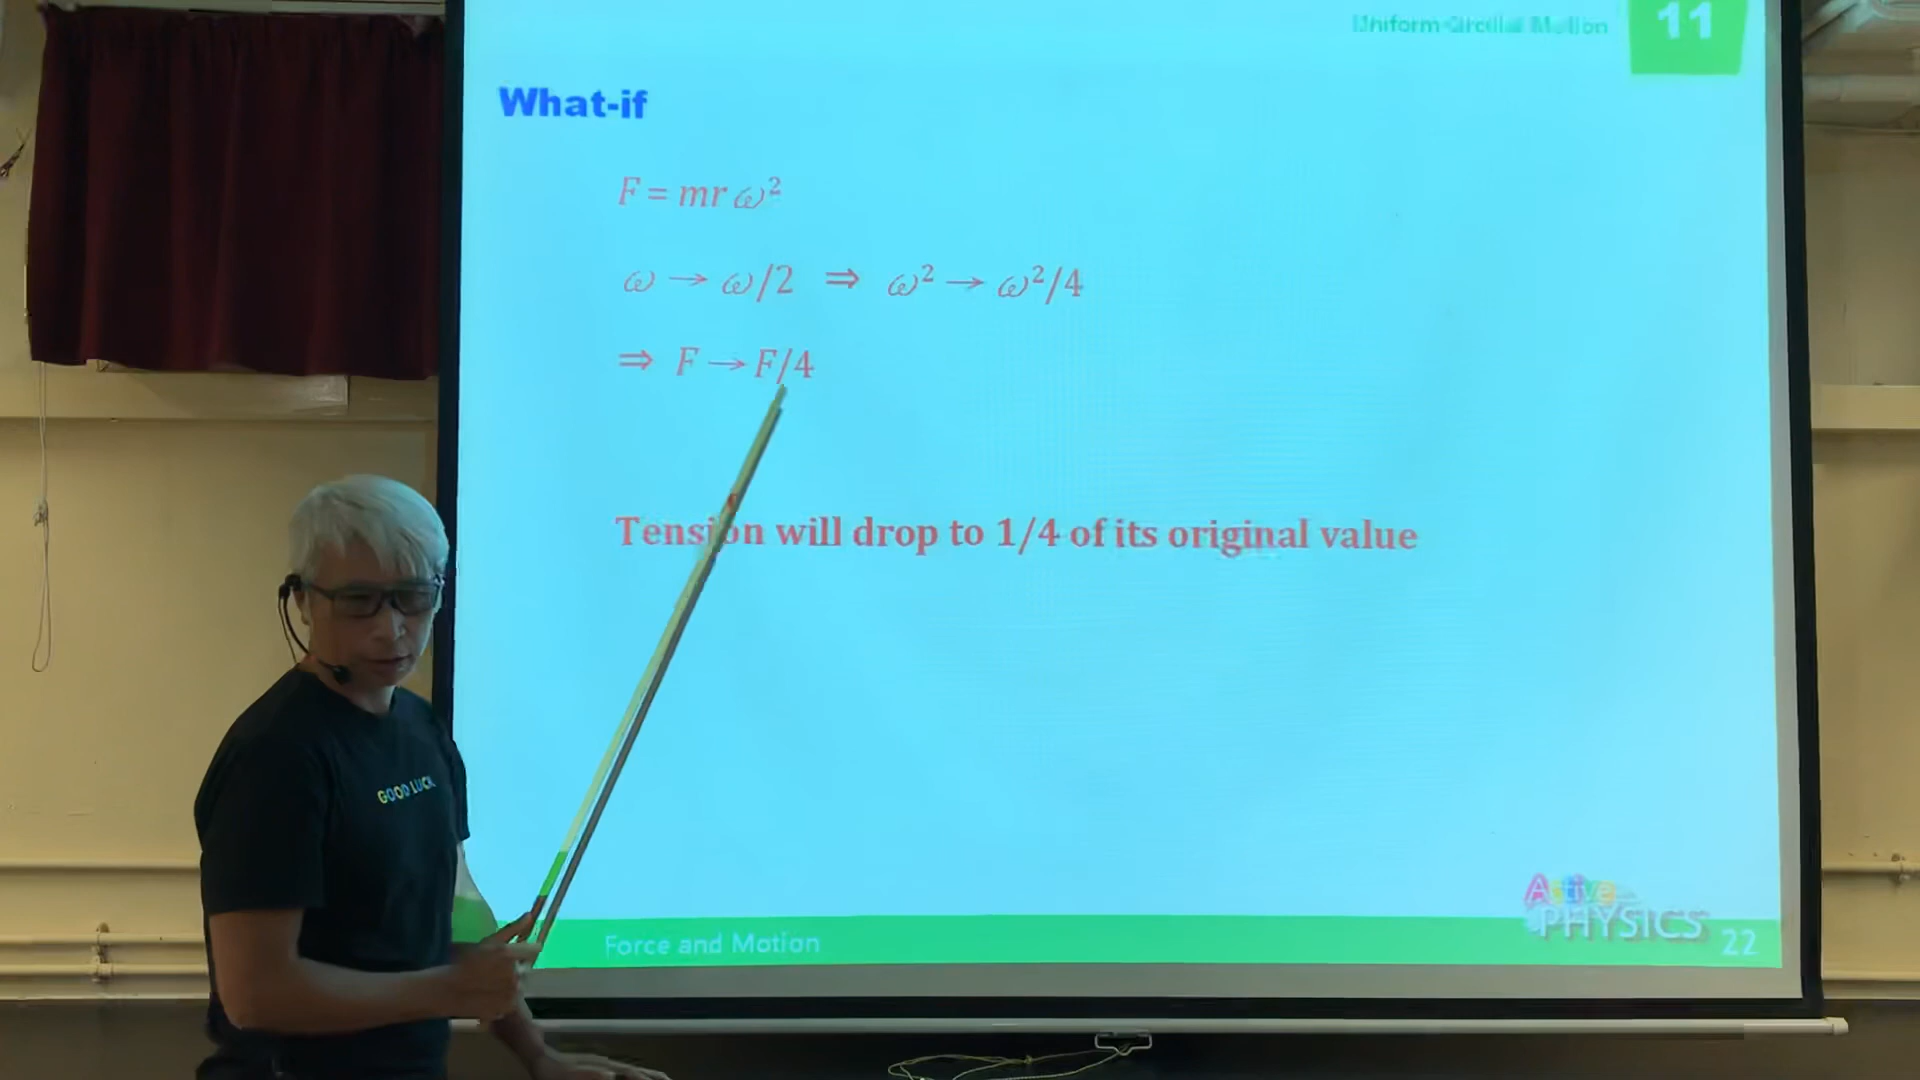 Uniform Circular Motion
11
What-if
F = mrω²
ω → ω/2 ⇒ ω² → ω²/4
⇒ F → F/4
Tension will drop to 1/4 of its original value
GOOD LUCK
Active
PHYSICS
Force and Motion
22